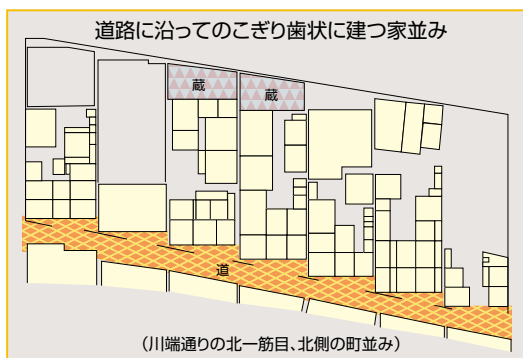 道路に沿ってのこぎり歯状に建つ家並み
蔵
蔵
道
(川端通りの北一筋目、北側の町並み)